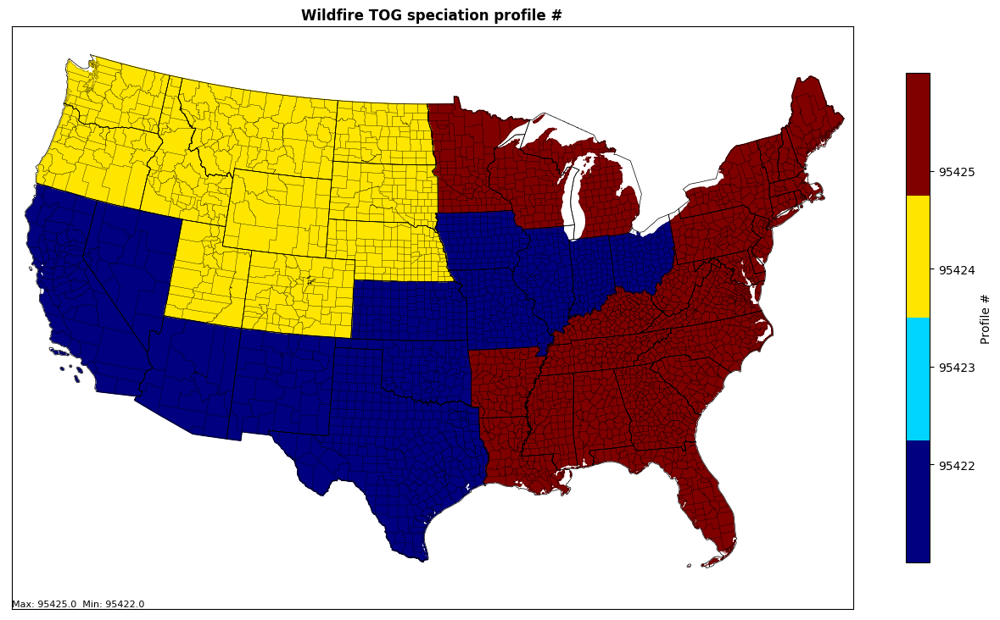 Wildfire TOG speciation profile #
95425
95424
95423
95422
Profile #
Max: 95425.0  Min: 95422.0